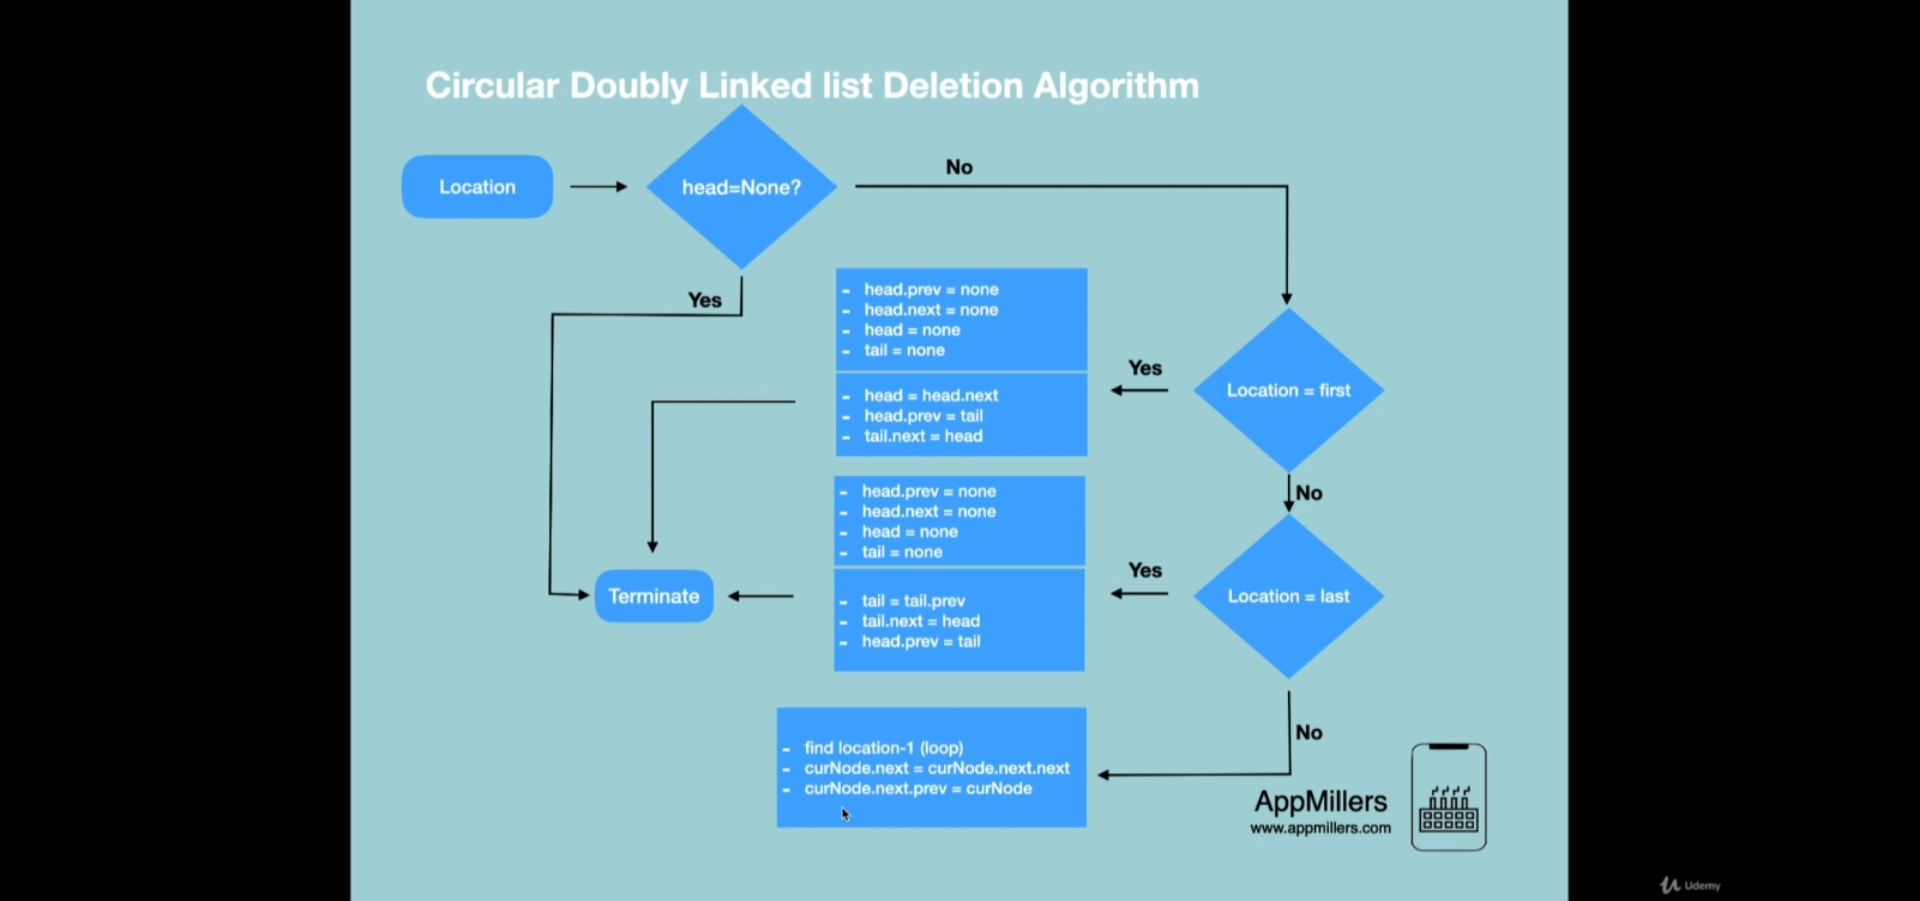 Circular Doubly Linked list Deletion Algorithm
Location
head=None?
No
Yes
- head.prev = none
- head.next = none
- head = none
- tail = none
Yes
Location = first
- head = head.next
- head.prev = tail
- tail.next = head
No
- head.prev = none
- head.next = none
- head = none
- tail = none
Yes
Location = last
Terminate
- tail = tail.prev
- tail.next = head
- head.prev = tail
No
- find location-1 (loop)
- curNode.next = curNode.next.next
- curNode.next.prev = curNode
AppMillers
www.appmillers.com
Udemy